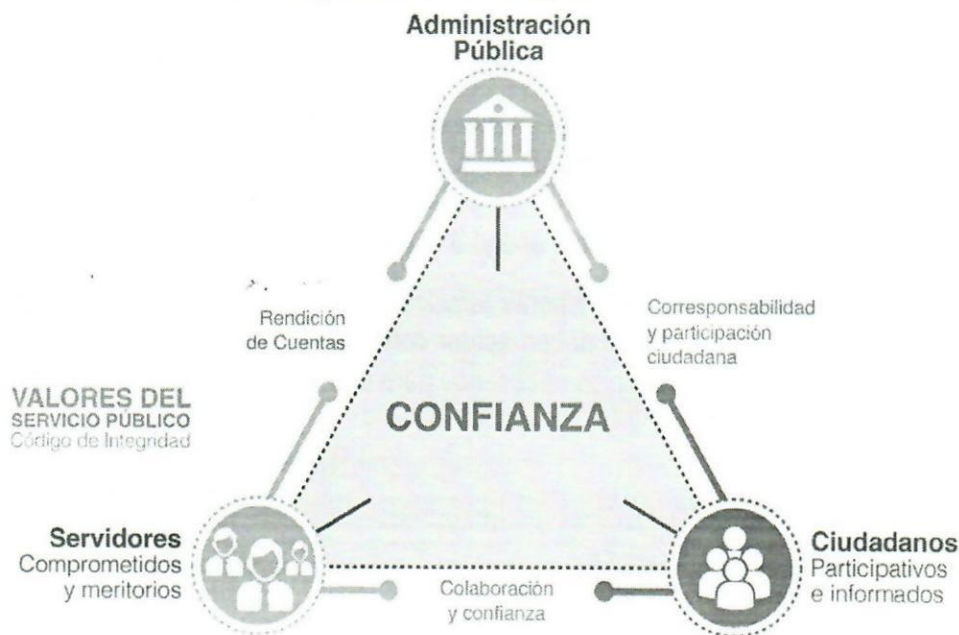 Administración
Pública
Rendición
de Cuentas
Corresponsabilidad
y participación
ciudadana
VALORES DEL
SERVICIO PÚBLICO
Código de Integridad
CONFIANZA
Servidores
Comprometidos
y meritorios
Colaboración
y confianza
Ciudadanos
Participativos
e informados